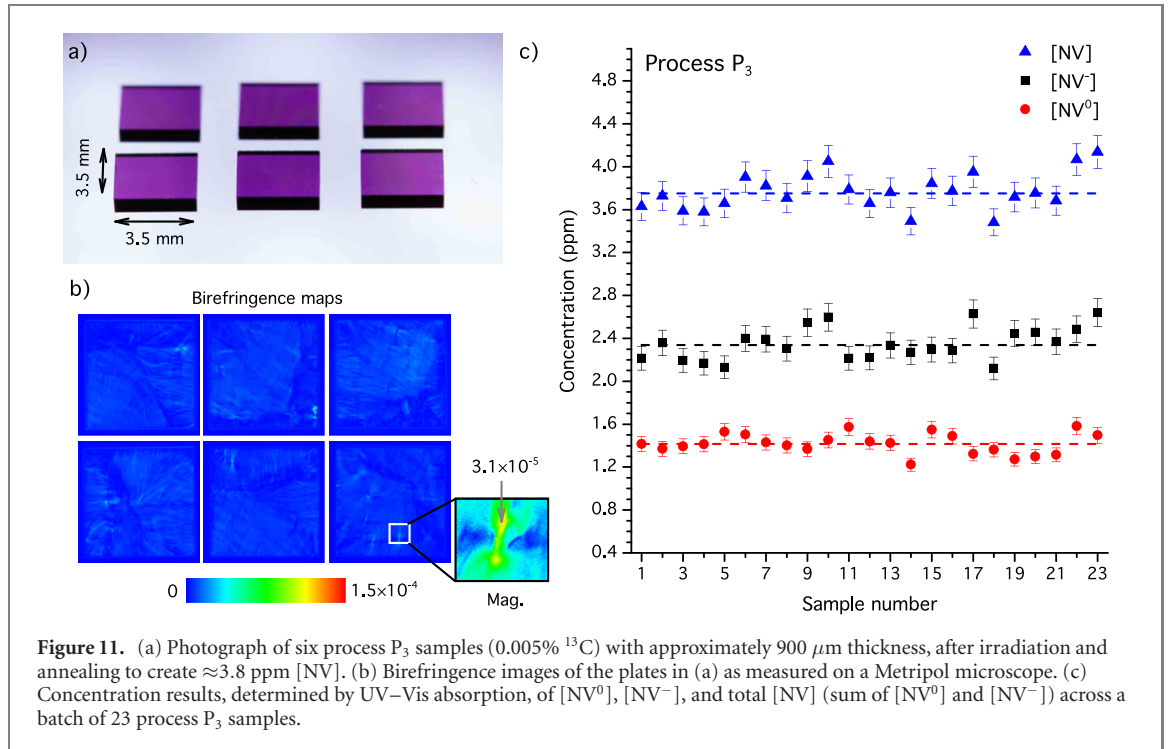 a)
3.5 mm
3.5 mm
b)
Birefringence maps
3.1×10⁻⁵
0
1.5×10⁻⁴
Mag.
c)
Process P₃
[NV]
[NV⁻]
[NV⁰]
Concentration (ppm)
4.8
4.4
4.0
3.6
3.2
2.8
2.4
2.0
1.6
1.2
0.8
0.4
1 3 5 7 9 11 13 15 17 19 21 23
Sample number
Figure 11. (a) Photograph of six process P₃ samples (0.005% ¹³C) with approximately 900 μm thickness, after irradiation and
annealing to create ≈3.8 ppm [NV]. (b) Birefringence images of the plates in (a) as measured on a Metripol microscope. (c)
Concentration results, determined by UV–Vis absorption, of [NV⁰], [NV⁻], and total [NV] (sum of [NV⁰] and [NV⁻]) across a
batch of 23 process P₃ samples.